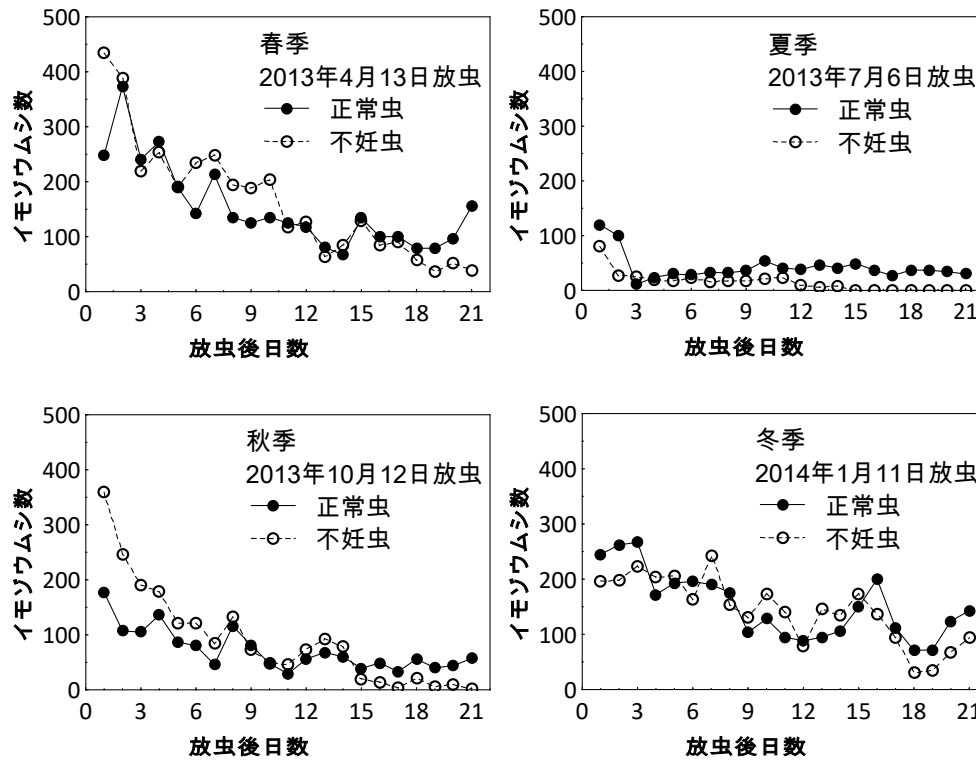 500
400
300
200
100
0
イモゾウムシ数
春季
2013年4月13日放虫
正常虫
不妊虫
0 3 6 9 12 15 18 21
放虫後日数
500
400
300
200
100
0
イモゾウムシ数
夏季
2013年7月6日放虫
正常虫
不妊虫
0 3 6 9 12 15 18 21
放虫後日数
500
400
300
200
100
0
イモゾウムシ数
秋季
2013年10月12日放虫
正常虫
不妊虫
0 3 6 9 12 15 18 21
放虫後日数
500
400
300
200
100
0
イモゾウムシ数
冬季
2014年1月11日放虫
正常虫
不妊虫
0 3 6 9 12 15 18 21
放虫後日数